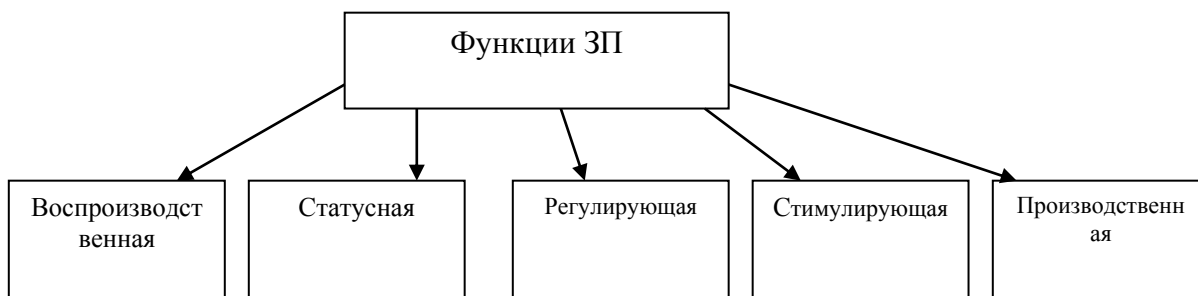 Функции ЗП
Воспроизводст
венная
Статусная
Регулирующая
Стимулирующая
Производственн
ая